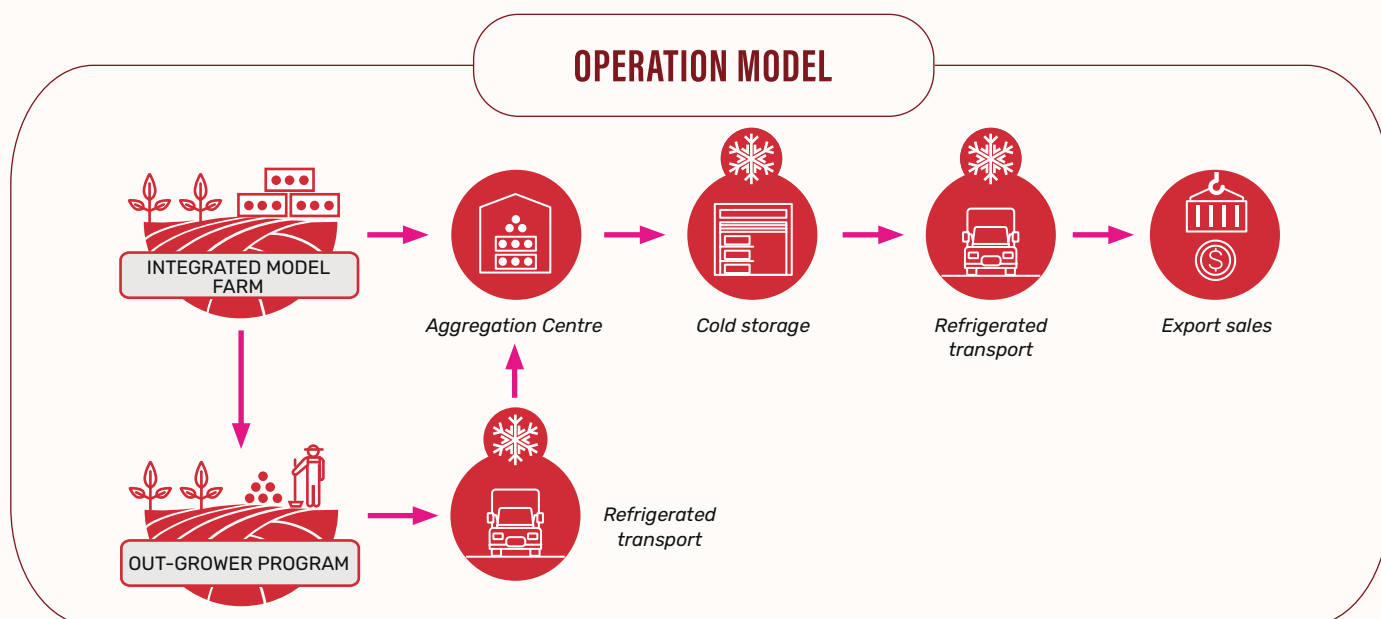 OPERATION MODEL
INTEGRATED MODEL
FARM
Aggregation Centre
Cold storage
Refrigerated
transport
Export sales
$
OUT-GROWER PROGRAM
Refrigerated
transport